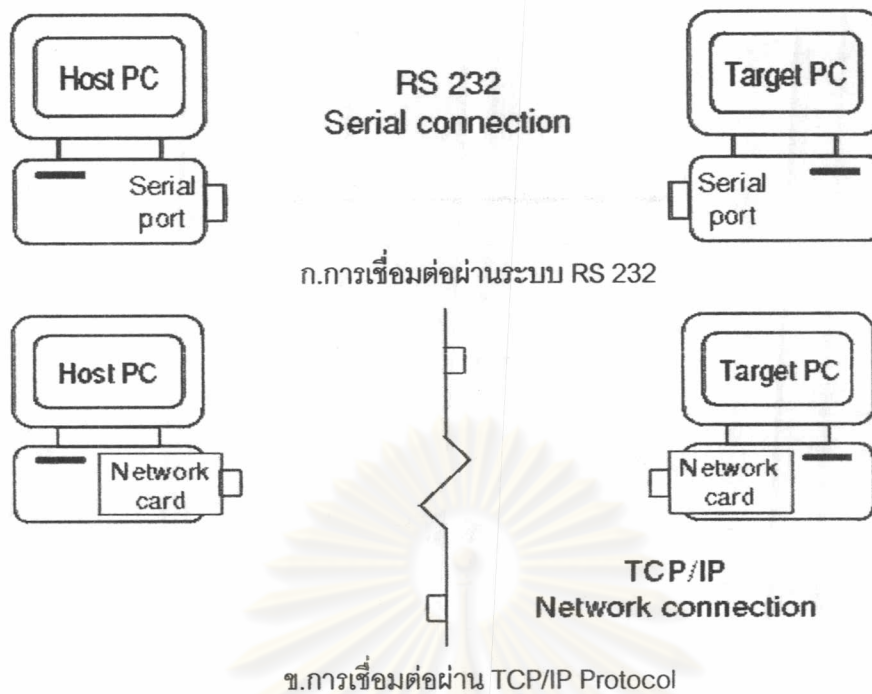 Host PC
RS 232
Serial connection
Target PC
Serial
port
Serial
port
ก.การเชื่อมต่อผ่านระบบ RS 232
Host PC
Target PC
Network
card
Network
card
TCP/IP
Network connection
ข.การเชื่อมต่อผ่าน TCP/IP Protocol